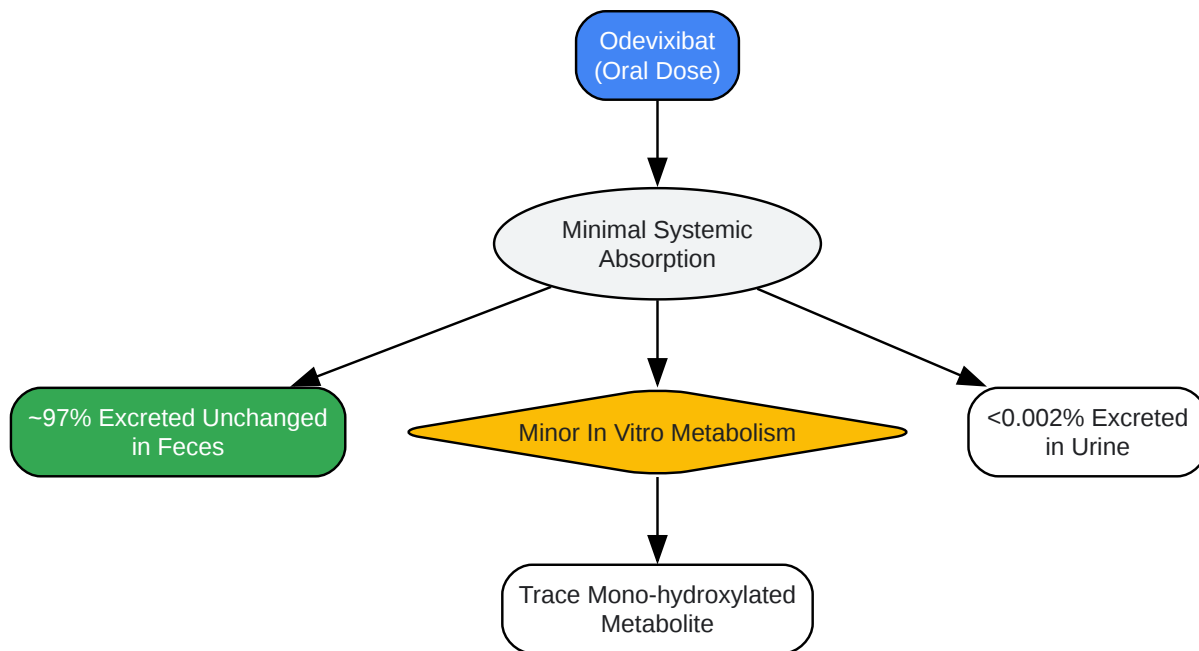 Odevixibat
(Oral Dose)
Minimal Systemic
Absorption
~97% Excreted Unchanged
in Feces
Minor In Vitro Metabolism
<0.002% Excreted
in Urine
Trace Mono-hydroxylated
Metabolite